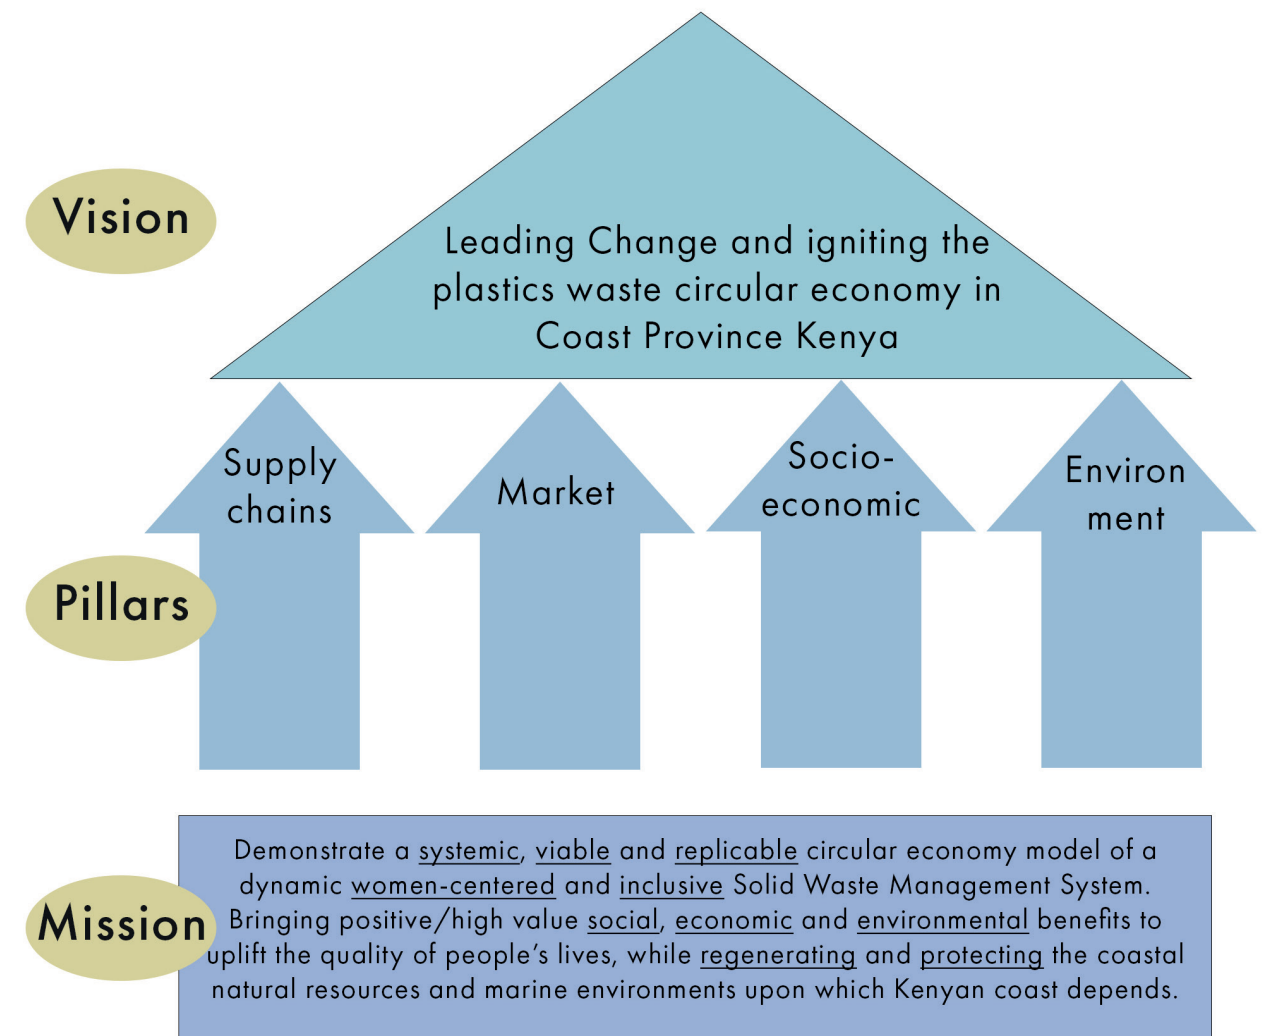 Vision
Leading Change and igniting the
plastics waste circular economy in
Coast Province Kenya
Supply
chains
Market
Socio-
economic
Environ
ment
Pillars
Mission
Demonstrate a systemic, viable and replicable circular economy model of a
dynamic women-centered and inclusive Solid Waste Management System.
Bringing positive/high value social, economic and environmental benefits to
uplift the quality of people’s lives, while regenerating and protecting the coastal
natural resources and marine environments upon which Kenyan coast depends.